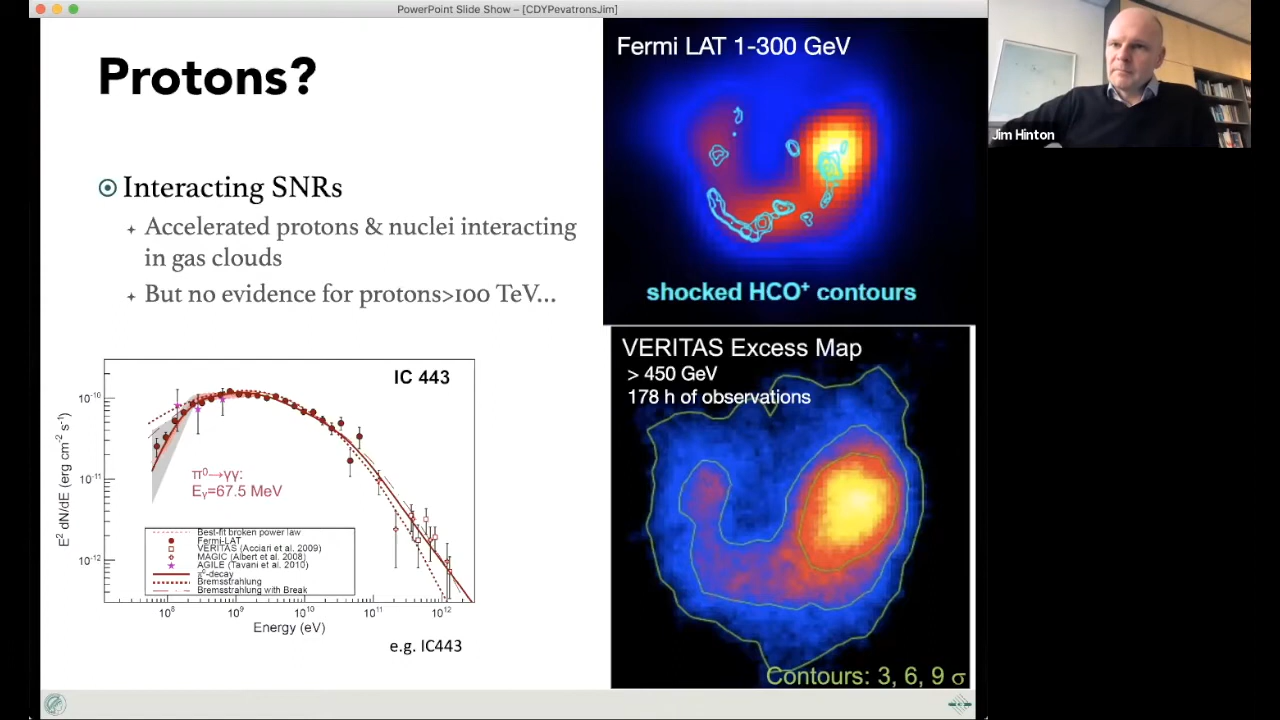 PowerPoint Slide Show – [CDYPevatronsJim]
Protons?
Interacting SNRs
Accelerated protons & nuclei interacting
in gas clouds
But no evidence for protons>100 TeV...
IC 443
10⁻¹⁰
10⁻¹¹
10⁻¹²
E² dN/dE (erg cm⁻² s⁻¹)
π⁰→γγ:
Eγ=67.5 MeV
Best-fit broken power law
Fermi-LAT
VERITAS (Acciari et al. 2009)
MAGIC (Albert et al. 2008)
AGILE (Tavani et al. 2010)
π⁰-decay
Bremsstrahlung
Bremsstrahlung with Break
10⁸
10⁹
10¹⁰
10¹¹
10¹²
Energy (eV)
e.g. IC443
Fermi LAT 1-300 GeV
shocked HCO⁺ contours
VERITAS Excess Map
> 450 GeV
178 h of observations
Contours: 3, 6, 9 σ
Jim Hinton